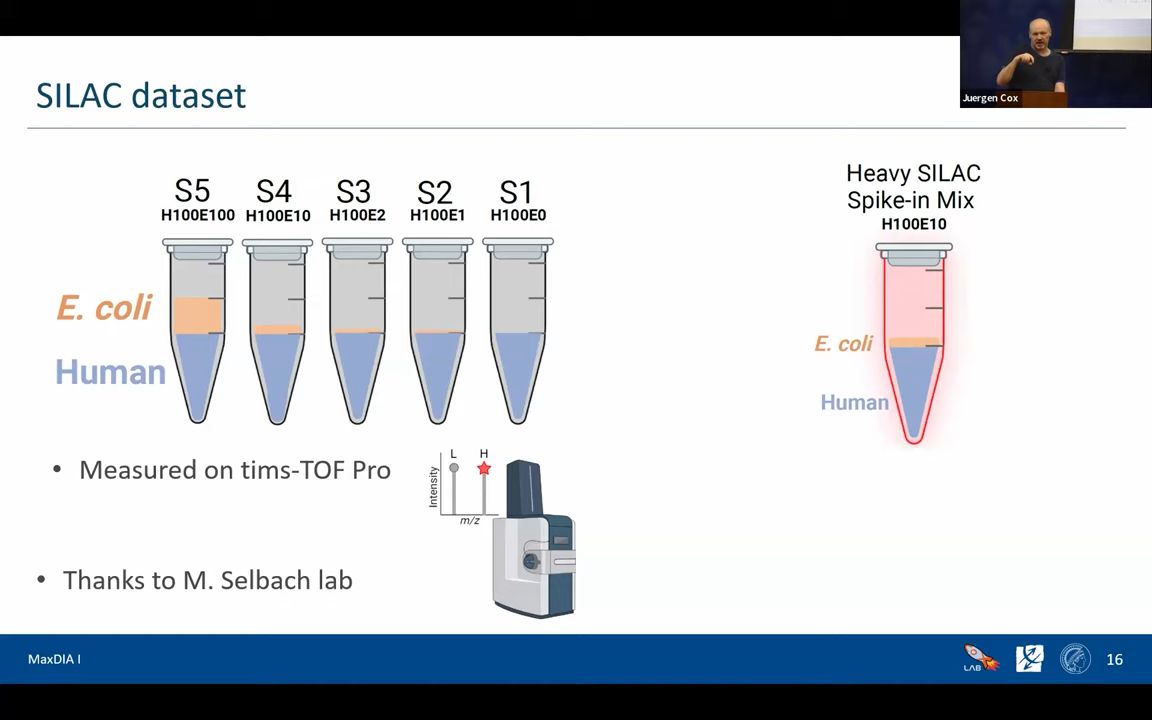 Juergen Cox
SILAC dataset
S5 S4 S3 S2 S1
H100E100 H100E10 H100E2 H100E1 H100E0
Heavy SILAC
Spike-in Mix
H100E10
E. coli
Human
E. coli
Human
• Measured on tims-TOF Pro
L H
Intensity
m/z
• Thanks to M. Selbach lab
MaxDIA I
LAB
16